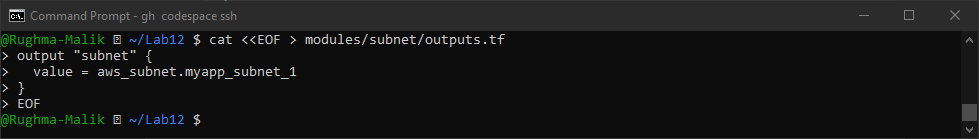 Command Prompt - gh codespace ssh
@Rughma-Malik ~/Lab12 $ cat <<EOF > modules/subnet/outputs.tf
> output "subnet" {
>   value = aws_subnet.myapp_subnet_1
> }
> EOF
@Rughma-Malik ~/Lab12 $